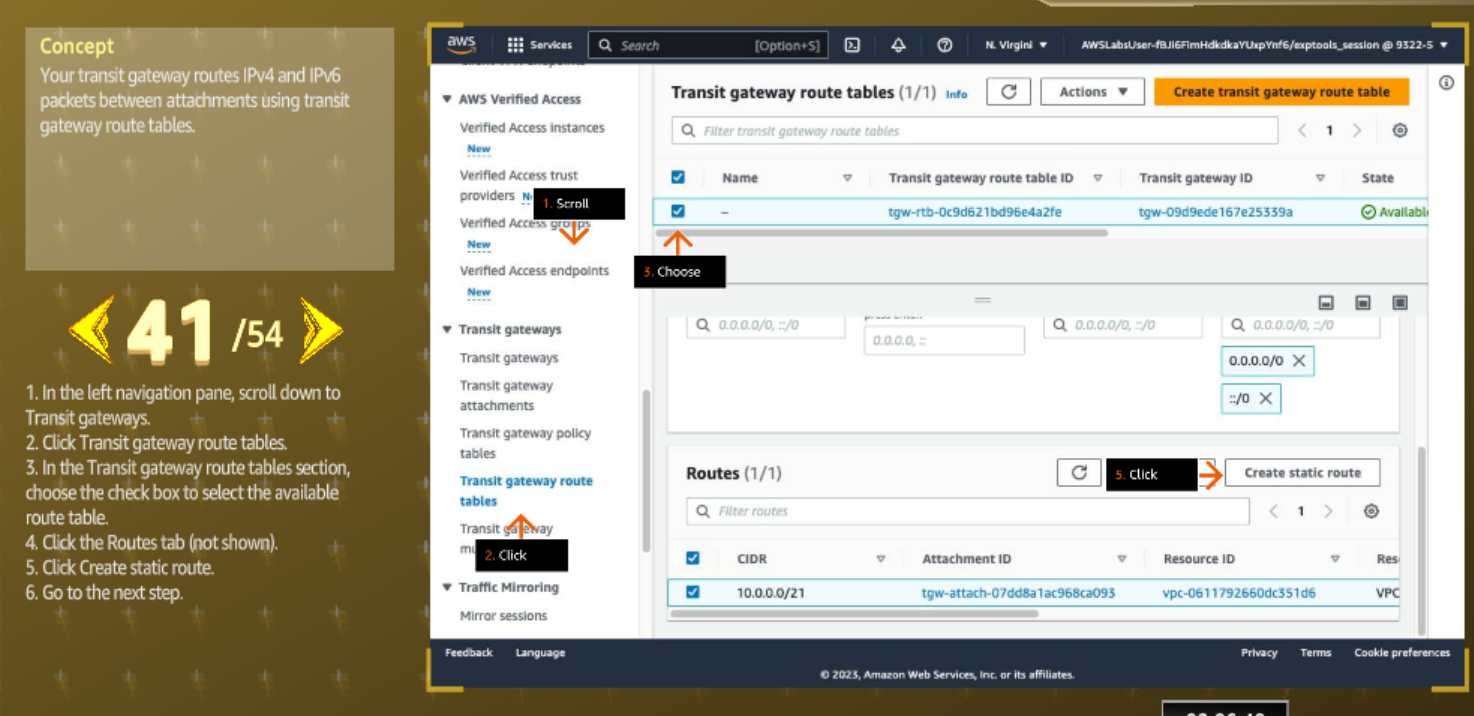 Concept
Your transit gateway routes IPv4 and IPv6
packets between attachments using transit
gateway route tables.
41 /54
1. In the left navigation pane, scroll down to
Transit gateways.
2. Click Transit gateway route tables.
3. In the Transit gateway route tables section,
choose the check box to select the available
route table.
4. Click the Routes tab (not shown).
5. Click Create static route.
6. Go to the next step.
aws Services Search [Option+S] N. Virgini AWSLabsUser-fBJi6FimHdkdkaYUxpYnf6/exptools_session @ 9322-5
AWS Verified Access
Verified Access instances
New
Verified Access trust
providers
1. Scroll
Verified Access groups
New
Verified Access endpoints
New
Transit gateways
Transit gateways
Transit gateway
attachments
Transit gateway policy
tables
Transit gateway route
tables
Transit gateway
2. Click
Traffic Mirroring
Mirror sessions
Transit gateway route tables (1/1) Info Actions Create transit gateway route table
Filter transit gateway route tables 1
Name Transit gateway route table ID Transit gateway ID State
– tgw-rtb-0c9d621bd96e4a2fe tgw-09d9ede167e25339a Available
3. Choose
0.0.0.0/0, ::/0 0.0.0.0/0, ::/0 0.0.0.0/0, ::/0
0.0.0.0, ::
0.0.0.0/0
::/0
Routes (1/1) 5. Click Create static route
Filter routes 1
CIDR Attachment ID Resource ID Res
10.0.0.0/21 tgw-attach-07dd8a1ac968ca093 vpc-0611792660dc351d6 VPC
Feedback Language Privacy Terms Cookie preferences
© 2023, Amazon Web Services, Inc. or its affiliates.